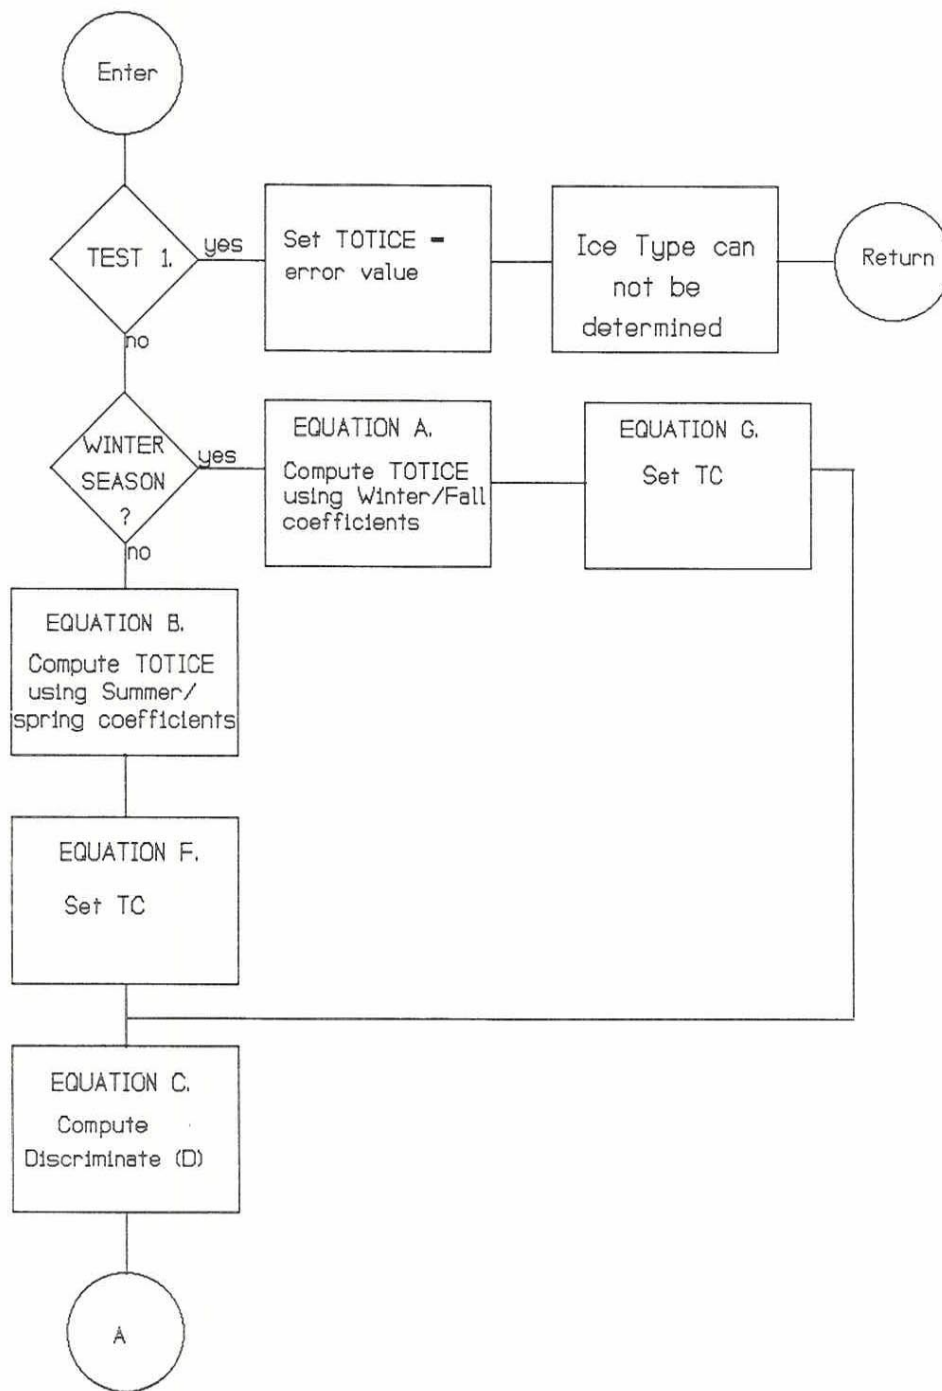 Enter
TEST 1.
yes
Set TOTICE =
error value
Ice Type can
not be
determined
Return
no
WINTER
SEASON
?
yes
EQUATION A.
Compute TOTICE
using Winter/Fall
coefficients
EQUATION G.
Set TC
no
EQUATION B.
Compute TOTICE
using Summer/
spring coefficients
EQUATION F.
Set TC
EQUATION C.
Compute
Discriminate (D)
A